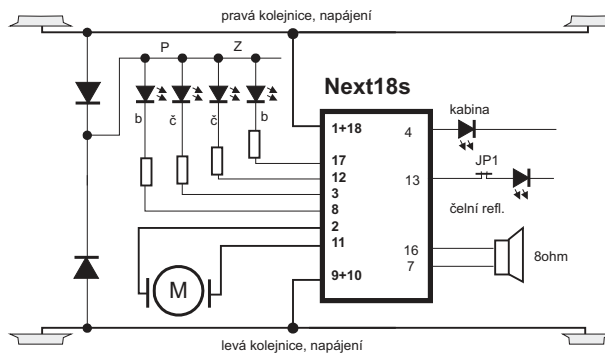 pravá kolejnice, napájení
P
Z
Next18s
b
č
č
b
kabina
1+18
4
JP1
17
12
13
3
8
čelní refl.
2
11
16
8ohm
7
9+10
M
levá kolejnice, napájení